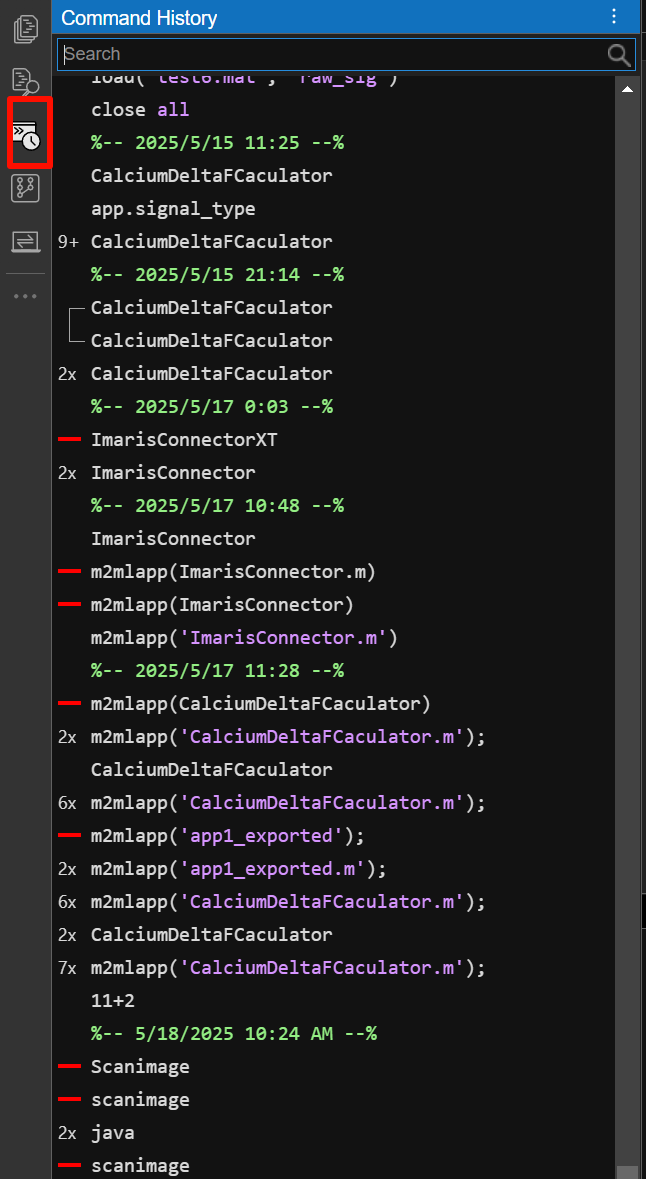 Command History
Search
load('test6.mat', 'raw_sig')
close all
%-- 2025/5/15 11:25 --%
CalciumDeltaFCaculator
app.signal_type
9+ CalciumDeltaFCaculator
%-- 2025/5/15 21:14 --%
CalciumDeltaFCaculator
CalciumDeltaFCaculator
2x CalciumDeltaFCaculator
%-- 2025/5/17 0:03 --%
ImarisConnectorXT
2x ImarisConnector
%-- 2025/5/17 10:48 --%
ImarisConnector
m2mlapp(ImarisConnector.m)
m2mlapp(ImarisConnector)
m2mlapp('ImarisConnector.m')
%-- 2025/5/17 11:28 --%
m2mlapp(CalciumDeltaFCaculator)
2x m2mlapp('CalciumDeltaFCaculator.m');
CalciumDeltaFCaculator
6x m2mlapp('CalciumDeltaFCaculator.m');
m2mlapp('app1_exported');
2x m2mlapp('app1_exported.m');
6x m2mlapp('CalciumDeltaFCaculator.m');
2x CalciumDeltaFCaculator
7x m2mlapp('CalciumDeltaFCaculator.m');
11+2
%-- 5/18/2025 10:24 AM --%
Scanimage
scanimage
2x java
scanimage